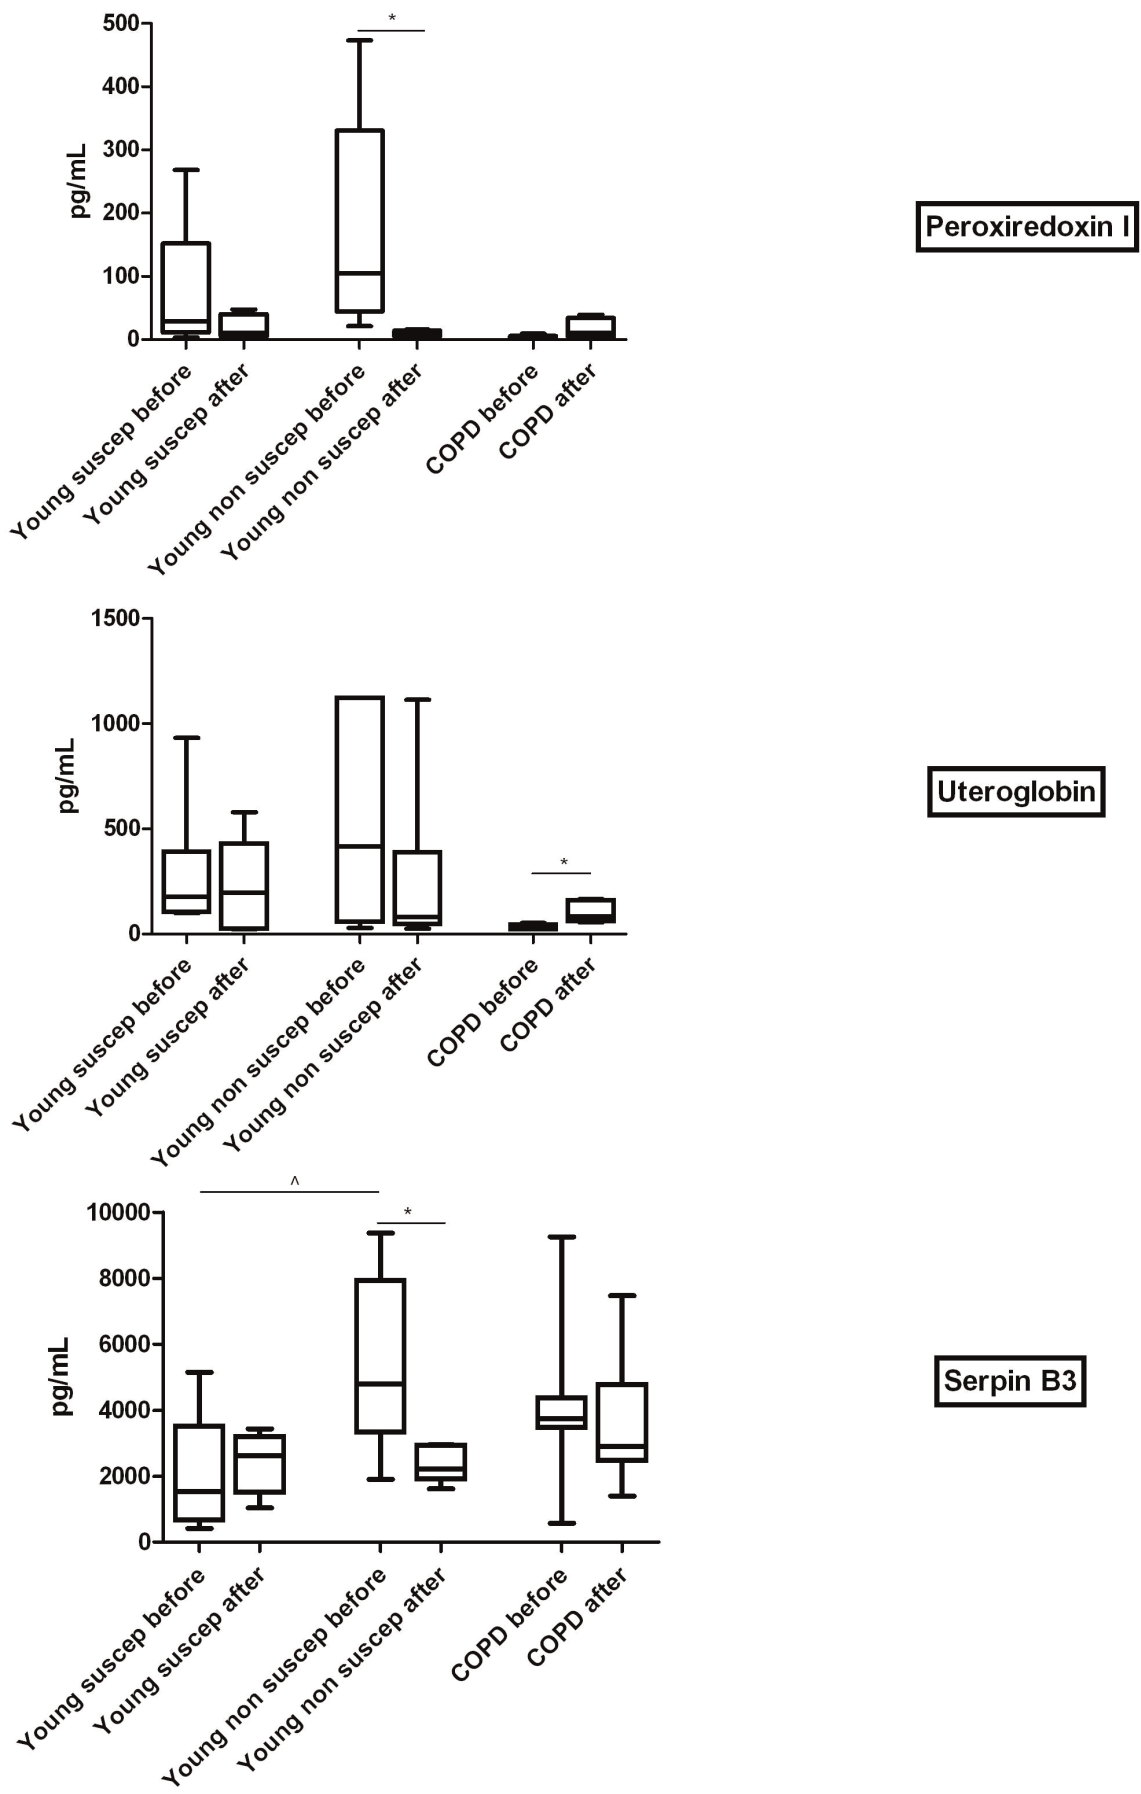 *
500
400
300
200
100
0
pg/mL
Peroxiredoxin I
Young suscep before
Young suscep after
Young non suscep before
Young non suscep after
COPD before
COPD after
1500
1000
500
0
pg/mL
*
Uteroglobin
Young suscep before
Young suscep after
Young non suscep before
Young non suscep after
COPD before
COPD after
^
*
10000
8000
6000
4000
2000
0
pg/mL
Serpin B3
Young suscep before
Young suscep after
Young non suscep before
Young non suscep after
COPD before
COPD after